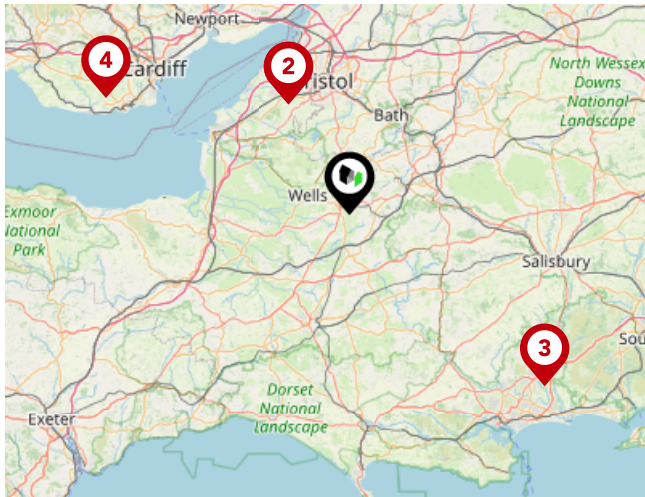 Newport
4
Cardiff
2
Bristol
North Wessex
Downs
National
Landscape
Bath
Wells
Exmoor
National
Park
Salisbury
3
Sou
Dorset
National
Landscape
Exeter